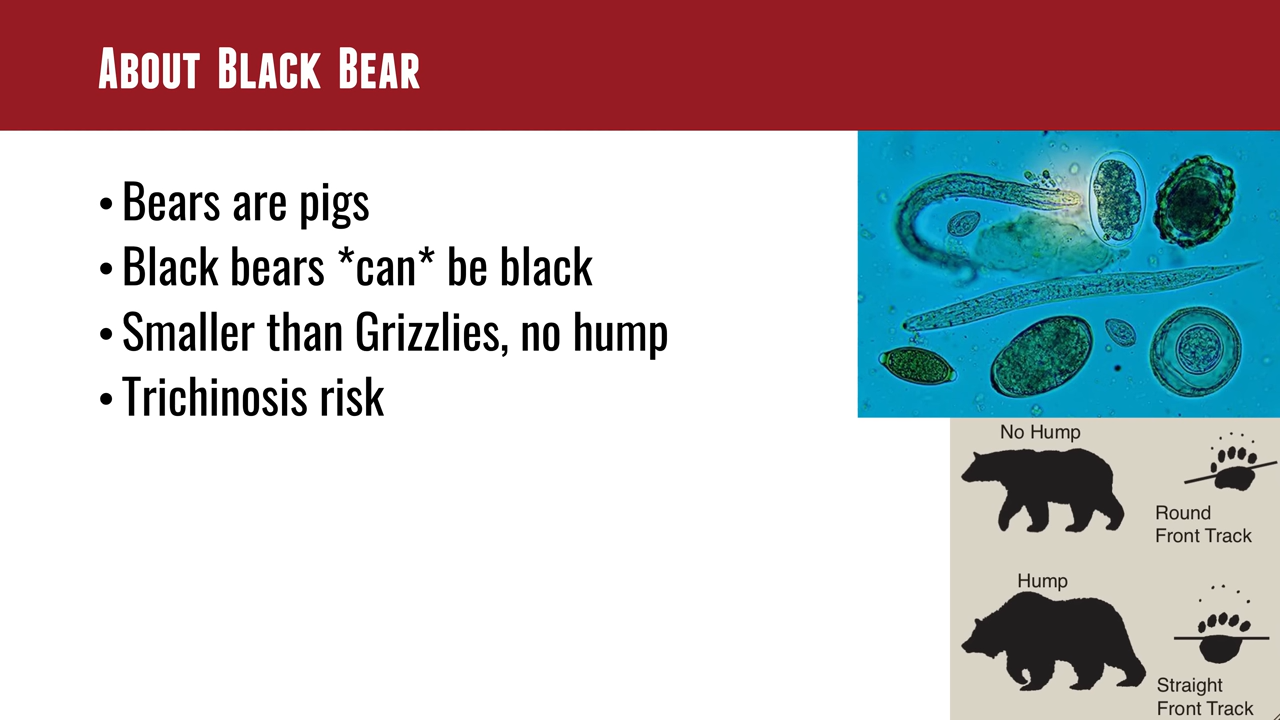 About Black Bear
• Bears are pigs
• Black bears *can* be black
• Smaller than Grizzlies, no hump
• Trichinosis risk
No Hump
Round
Front Track
Hump
Straight
Front Track